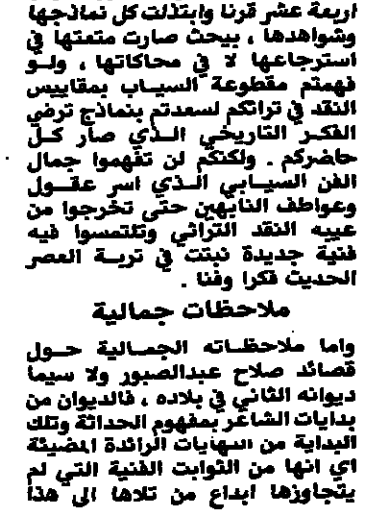 اربعة عشر قرنا وابتذلت كل نماذجها
وشواهدها ، بيحث صارت متعتها في
استرجاعها لا في محاكاتها ، ولو
فهمتم مقطوعة السياب بمقاييس
النقد في تراثكم لسعدتم بنماذج ترضي
الفكر التاريخي الذي صار كل
حاضركم . ولكنكم لن تفهموا جمال
الفن السيابي الذي اسر عقول
وعواطف النابهين حتى تخرجوا من
عيبه النقد التراثي وتلتمسوا فيه
فنية جديدة نبتت في تربة العصر
الحديث فكرا وفنا .
ملاحظات جمالية
واما ملاحظاته الجمالية حول
قصائد صلاح عبدالصبور ولا سيما
ديوانه الثاني في بلاده ، فالديوان من
بدايات الشاعر بمفهوم الحداثة وتلك
البداية من النهايات الرائدة المضيئة
اي انها من الثوابت الفنية التي لم
يتجاوزها ابداع من تلاها الى هذا